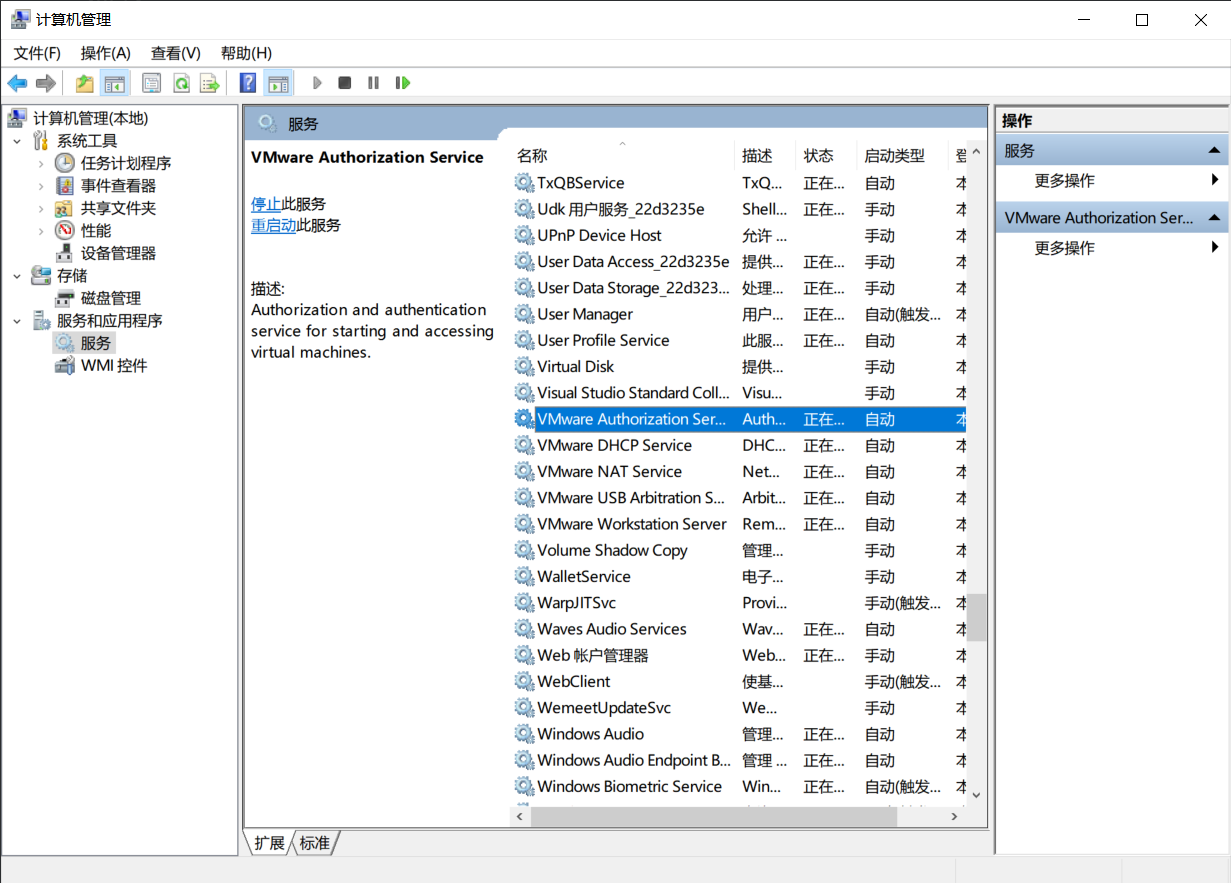 计算机管理
文件(F) 操作(A) 查看(V) 帮助(H)
计算机管理(本地)
系统工具
任务计划程序
事件查看器
共享文件夹
性能
设备管理器
存储
磁盘管理
服务和应用程序
服务
WMI 控件
服务
VMware Authorization Service
停止此服务
重启动此服务
描述:
Authorization and authentication
service for starting and accessing
virtual machines.
名称 描述 状态 启动类型 登
TxQBService TxQ... 正在... 自动 本
Udk 用户服务_22d3235e Shell... 正在... 手动 本
UPnP Device Host 允许 ... 手动 本
User Data Access_22d3235e 提供... 正在... 手动 本
User Data Storage_22d323... 处理... 正在... 手动 本
User Manager 用户... 正在... 自动(触发... 本
User Profile Service 此服... 正在... 自动 本
Virtual Disk 提供... 手动 本
Visual Studio Standard Coll... Visu... 手动 本
VMware Authorization Ser... Auth... 正在... 自动 本
VMware DHCP Service DHC... 正在... 自动 本
VMware NAT Service Net... 正在... 自动 本
VMware USB Arbitration S... Arbit... 正在... 自动 本
VMware Workstation Server Rem... 正在... 自动 本
Volume Shadow Copy 管理... 手动 本
WalletService 电子... 手动 本
WarpJITSvc Provi... 手动(触发... 本
Waves Audio Services Wav... 正在... 自动 本
Web 帐户管理器 Web... 正在... 手动 本
WebClient 使基... 手动(触发... 本
WemeetUpdateSvc We... 手动 本
Windows Audio 管理... 正在... 自动 本
Windows Audio Endpoint B... 管理 ... 正在... 自动 本
Windows Biometric Service Win... 正在... 自动(触发... 本
扩展 标准
操作
服务
更多操作
VMware Authorization Ser...
更多操作